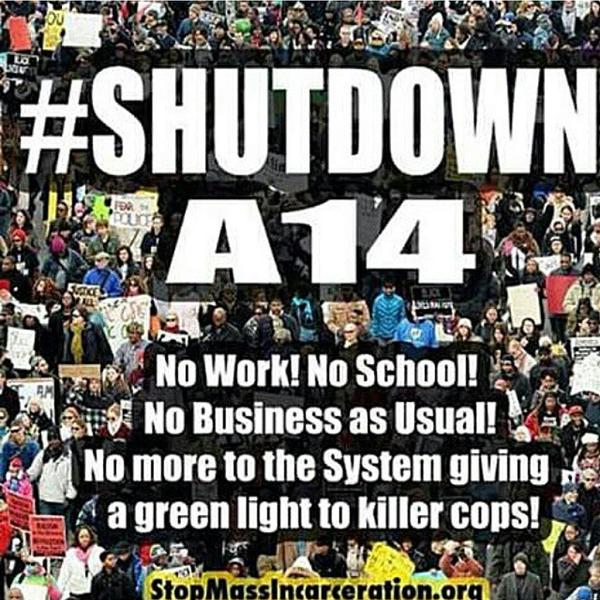 #SHUTDOWN
A14
No Work! No School!
No Business as Usual!
No more to the System giving
a green light to killer cops!
StopMassIncarceration.org